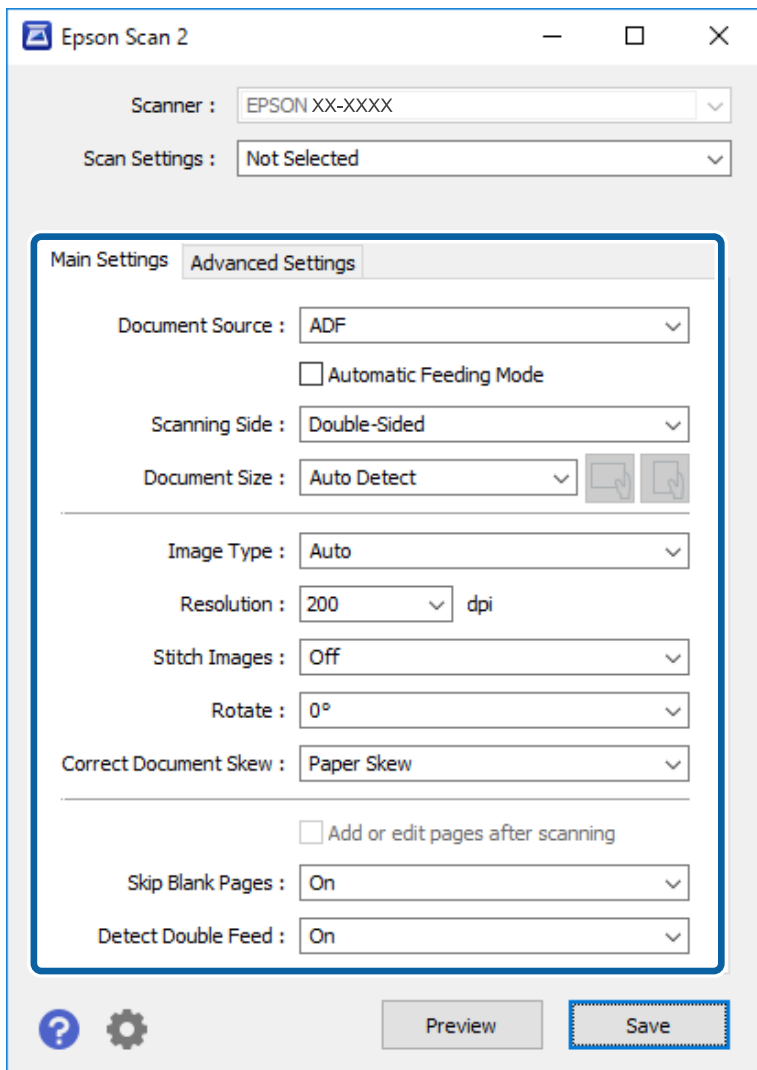 Epson Scan 2
Scanner : EPSON XX-XXXX
Scan Settings : Not Selected
Main Settings Advanced Settings
Document Source : ADF
Automatic Feeding Mode
Scanning Side : Double-Sided
Document Size : Auto Detect
Image Type : Auto
Resolution : 200 dpi
Stitch Images : Off
Rotate : 0°
Correct Document Skew : Paper Skew
Add or edit pages after scanning
Skip Blank Pages : On
Detect Double Feed : On
? Preview Save